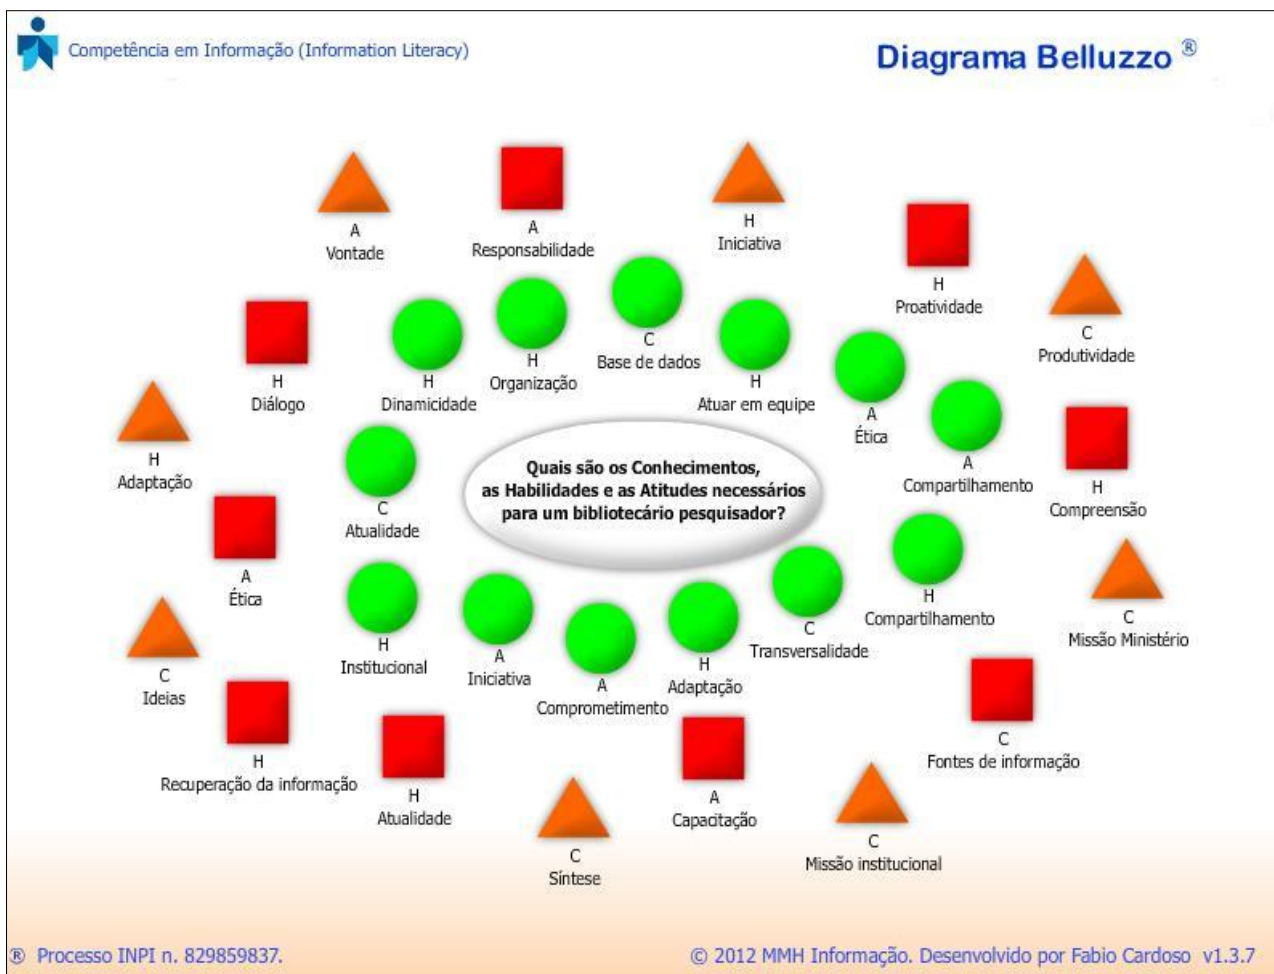 Competência em Informação (Information Literacy)
Diagrama Belluzzo ®
A
Vontade
A
Responsabilidade
H
Iniciativa
H
Proatividade
C
Produtividade
H
Diálogo
H
Dinamicidade
H
Organização
C
Base de dados
H
Atuar em equipe
A
Ética
A
Compartilhamento
H
Compreensão
H
Adaptação
C
Atualidade
Quais são os Conhecimentos,
as Habilidades e as Atitudes necessários
para um bibliotecário pesquisador?
A
Ética
H
Institucional
A
Iniciativa
A
Comprometimento
H
Adaptação
C
Transversalidade
H
Compartilhamento
C
Missão Ministério
C
Ideias
H
Recuperação da informação
H
Atualidade
C
Síntese
A
Capacitação
C
Missão institucional
C
Fontes de informação
® Processo INPI n. 829859837.
© 2012 MMH Informação. Desenvolvido por Fabio Cardoso v1.3.7